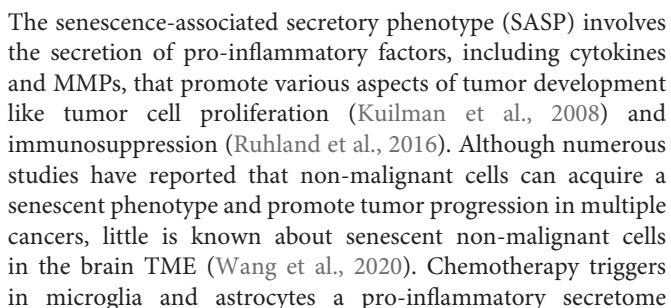 The senescence-associated secretory phenotype (SASP) involves
the secretion of pro-inflammatory factors, including cytokines
and MMPs, that promote various aspects of tumor development
like tumor cell proliferation (Kuilman et al., 2008) and
immunosuppression (Ruhland et al., 2016). Although numerous
studies have reported that non-malignant cells can acquire a
senescent phenotype and promote tumor progression in multiple
cancers, little is known about senescent non-malignant cells
in the brain TME (Wang et al., 2020). Chemotherapy triggers
in microglia and astrocytes a pro-inflammatory secretome